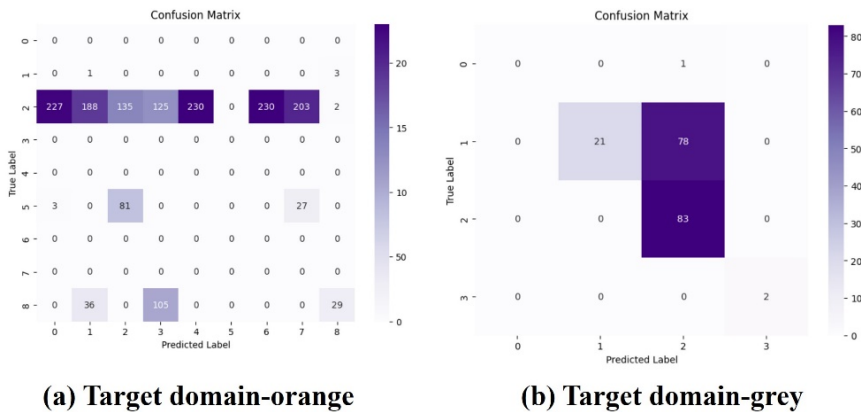 Confusion Matrix
0 0 0 0 0 0 0 0 0 0
1 0 1 0 0 0 0 0 0 3
2 227 188 135 125 230 0 230 203 2
3 0 0 0 0 0 0 0 0 0
4 0 0 0 0 0 0 0 0 0
5 3 0 81 0 0 0 0 27 0
6 0 0 0 0 0 0 0 0 0
7 0 0 0 0 0 0 0 0 0
8 0 36 0 105 0 0 0 0 29
0 1 2 3 4 5 6 7 8
True Label
Predicted Label
20
15
10
50
0
(a) Target domain-orange
Confusion Matrix
0 0 0 1 0
1 0 21 78 0
2 0 0 83 0
3 0 0 0 2
0 1 2 3
True Label
Predicted Label
80
70
60
50
40
30
20
10
0
(b) Target domain-grey